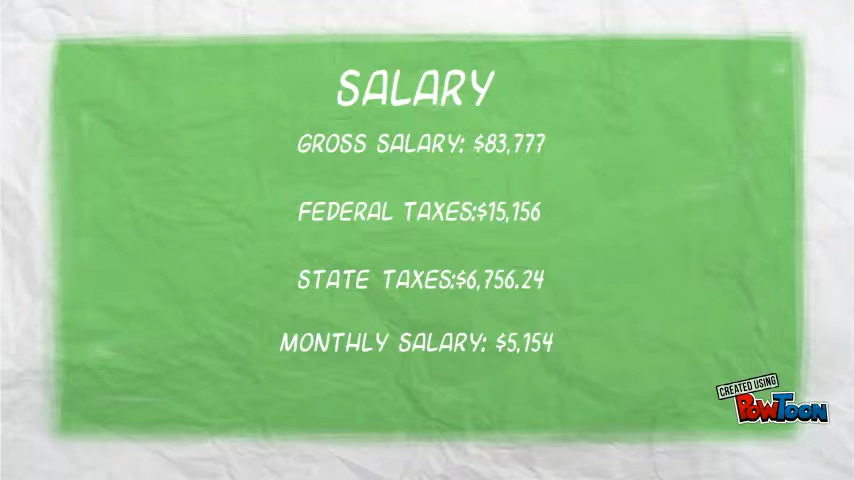 SALARY
GROSS SALARY: $83,777
FEDERAL TAXES:$15,156
STATE TAXES:$6,756.24
MONTHLY SALARY: $5,154
CREATED USING
POWTOON